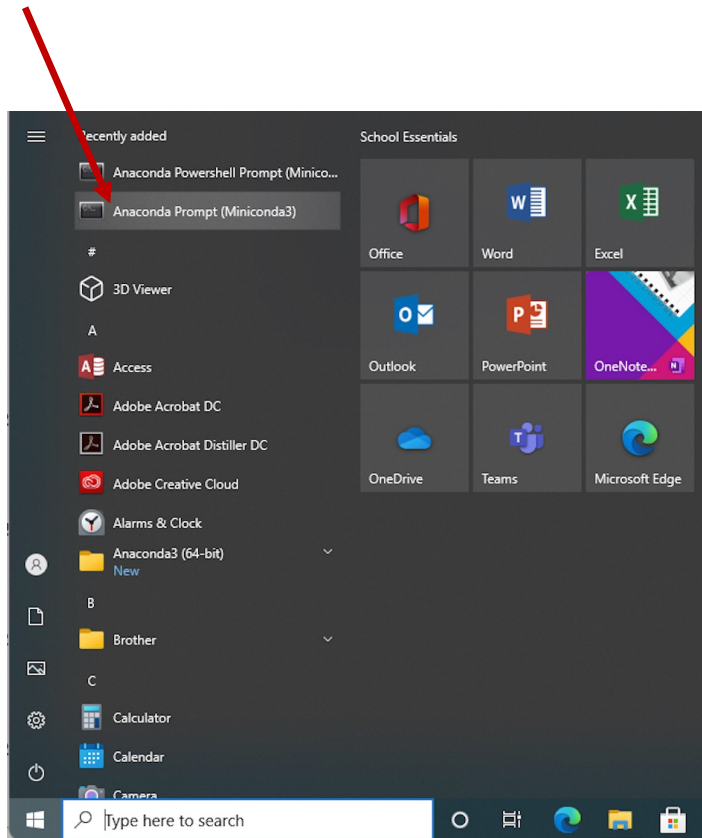 Recently added
School Essentials
Anaconda Powershell Prompt (Minico...
Anaconda Prompt (Miniconda3)
#
3D Viewer
A
Access
Adobe Acrobat DC
Adobe Acrobat Distiller DC
Adobe Creative Cloud
Alarms & Clock
Anaconda3 (64-bit)
New
B
Brother
C
Calculator
Calendar
Camera
Office
Word
Excel
Outlook
PowerPoint
OneNote...
OneDrive
Teams
Microsoft Edge
Type here to search